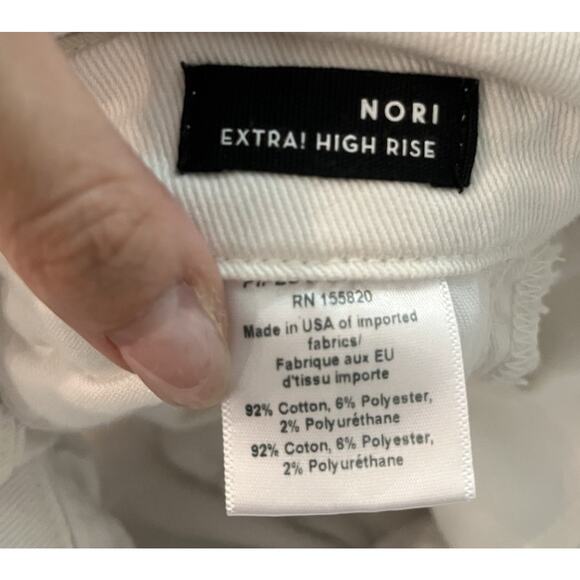 NORI
EXTRA! HIGH RISE
RN 155820
Made in USA of imported
fabrics/
Fabrique aux EU
d'tissu importe
92% Cotton, 6% Polyester,
2% Polyuréthane
92% Coton, 6% Polyester,
2% Polyuréthane